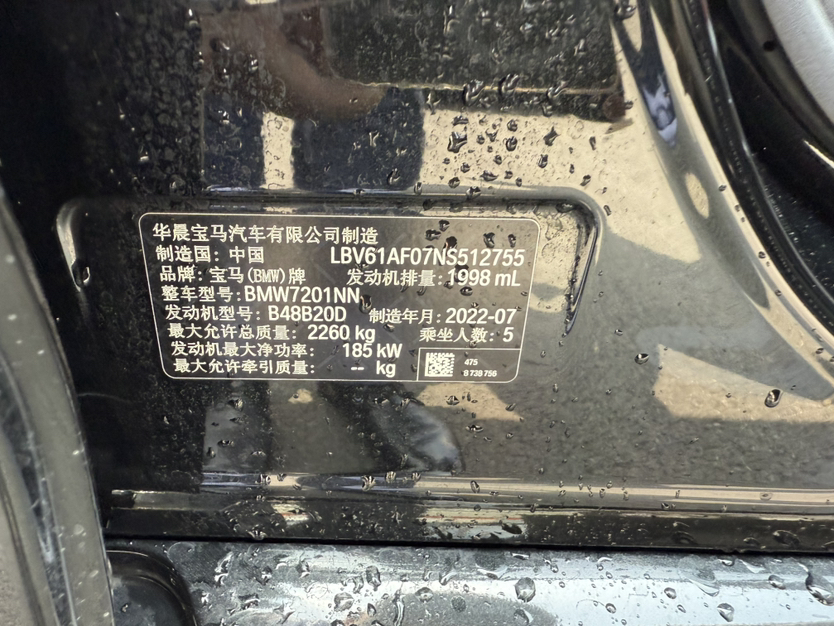 华晨宝马汽车有限公司制造
制造国：中国 LBV61AF07NS512755
品牌：宝马(BMW)牌 发动机排量：1998 mL
整车型号：BMW7201NN
发动机型号：B48B20D 制造年月：2022-07
最大允许总质量：2260 kg 乘坐人数：5
发动机最大净功率：185 kW
最大允许牵引质量：-- kg
475
9 739 756